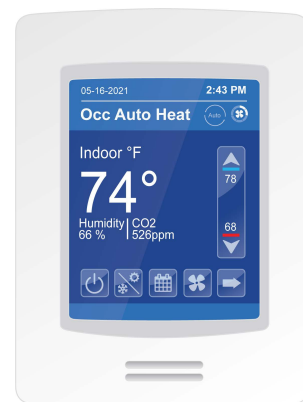 05-16-2021 2:43 PM
Occ Auto Heat Auto
Indoor °F
74°
78
Humidity CO2
66 % 526ppm
68